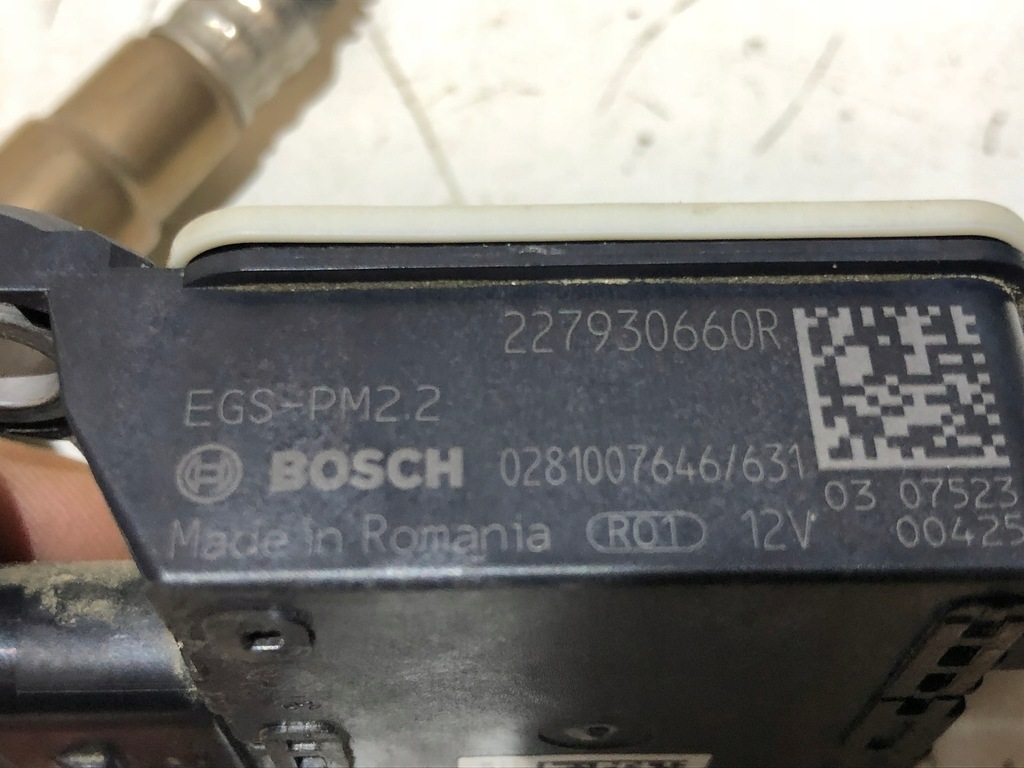 227930660R
EGS-PM2.2
BOSCH 0281007646/631
03 07523
Made in Romania R01 12V 00425